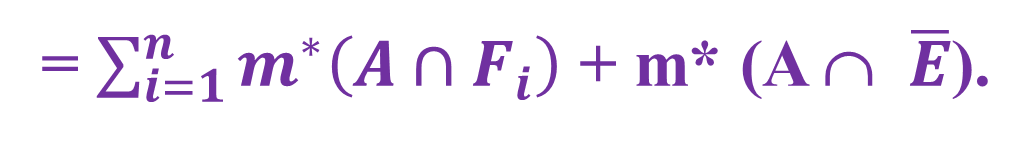 = ∑ⁿᵢ₌₁ m*(A ∩ Fᵢ) + m* (A ∩ E̅).